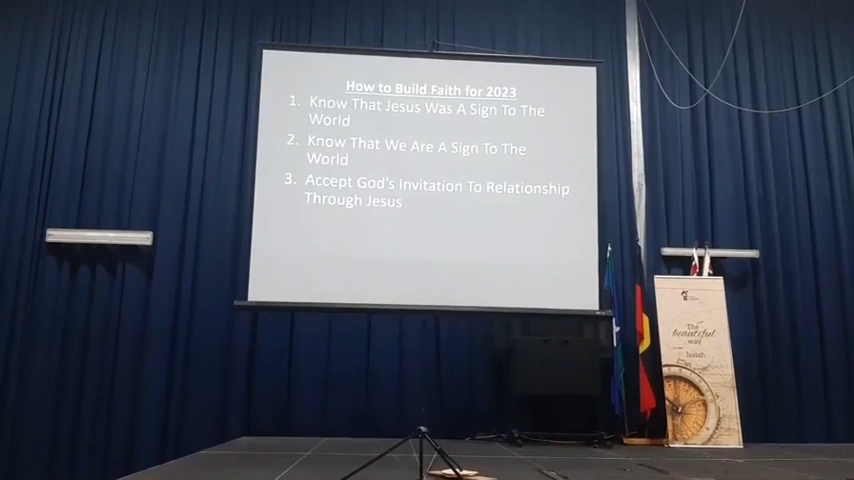 How to Build Faith for 2023
1. Know That Jesus Was A Sign To The
World
2. Know That We Are A Sign To The
World
3. Accept God's Invitation To Relationship
Through Jesus
The
beautiful
way
Isaiah